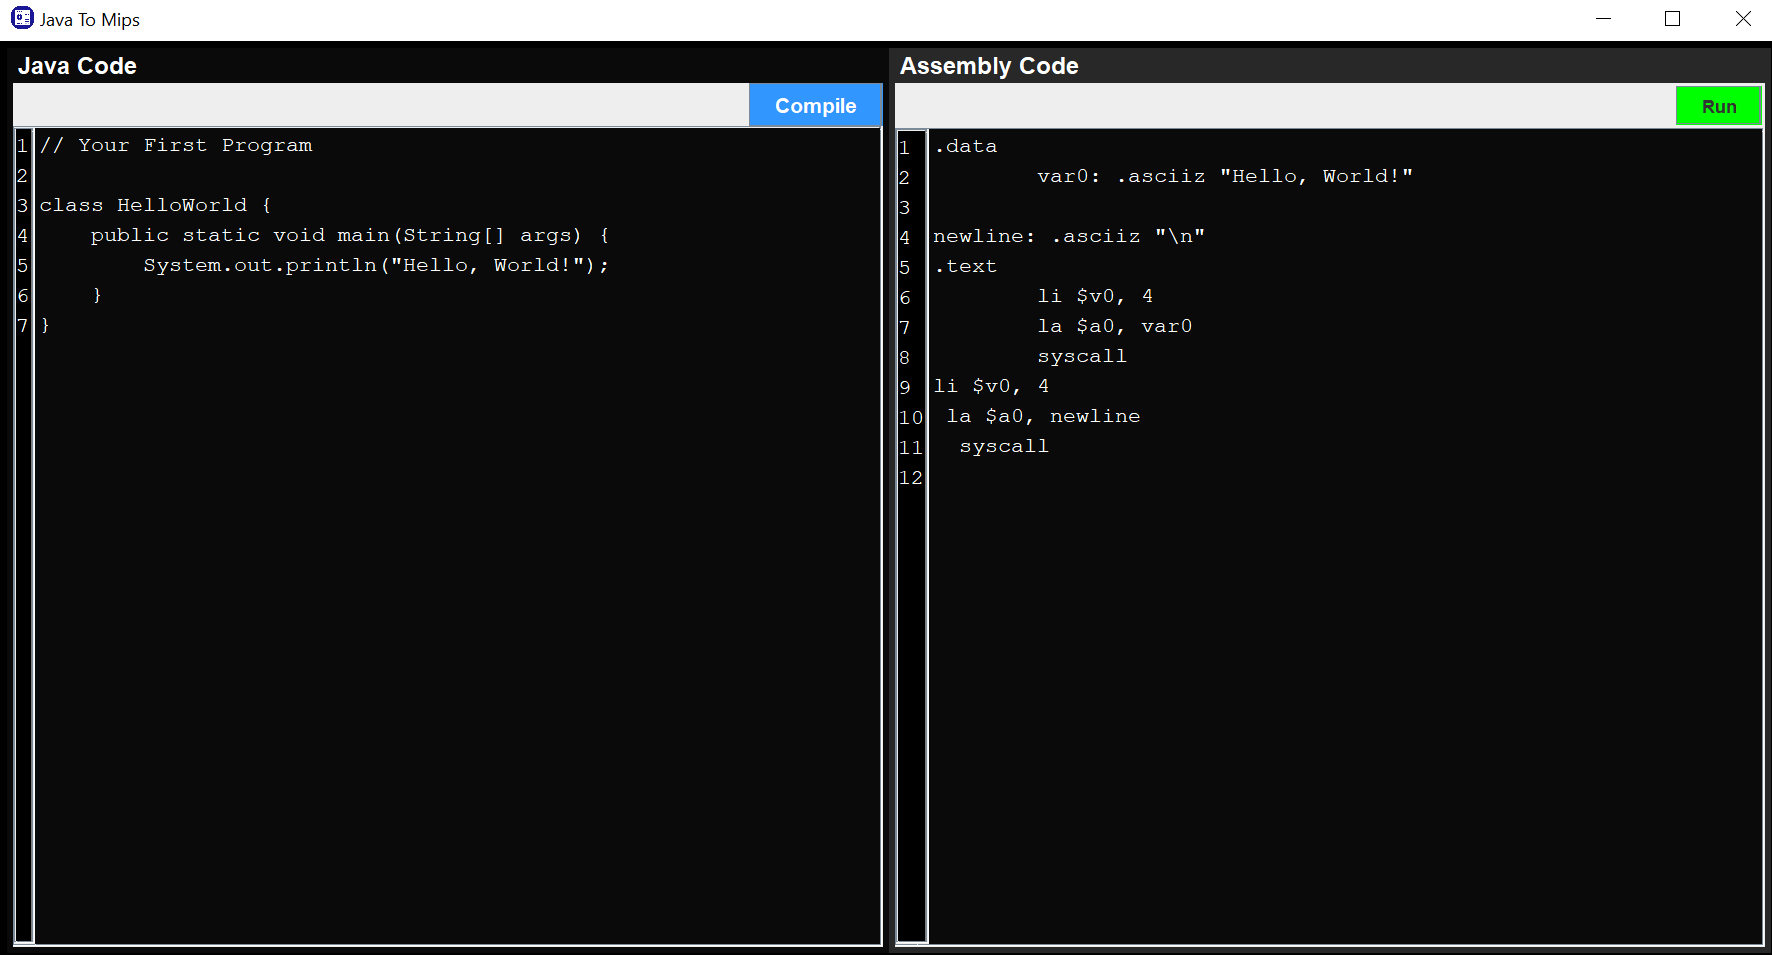 Java To Mips
Java Code
Compile
1 // Your First Program
2
3 class HelloWorld {
4     public static void main(String[] args) {
5         System.out.println("Hello, World!");
6     }
7 }
Assembly Code
Run
1 .data
2         var0: .asciiz "Hello, World!"
3
4 newline: .asciiz "\n"
5 .text
6         li $v0, 4
7         la $a0, var0
8         syscall
9 li $v0, 4
10  la $a0, newline
11   syscall
12